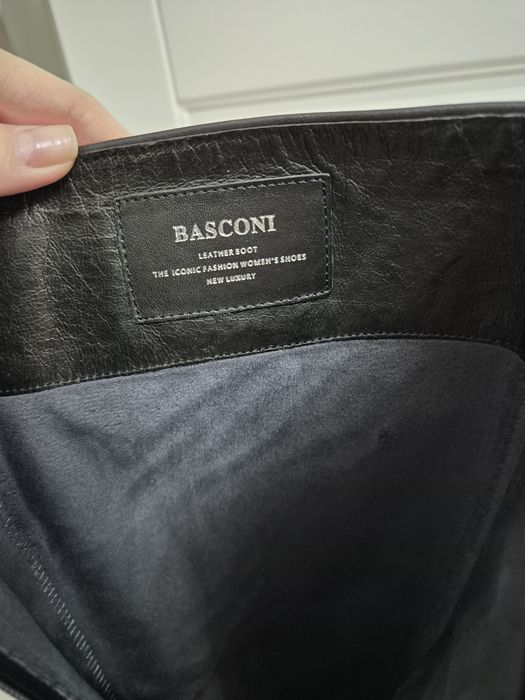 BASCONI
LEATHER BOOT
THE ICONIC FASHION WOMEN'S SHOES
NEW LUXURY